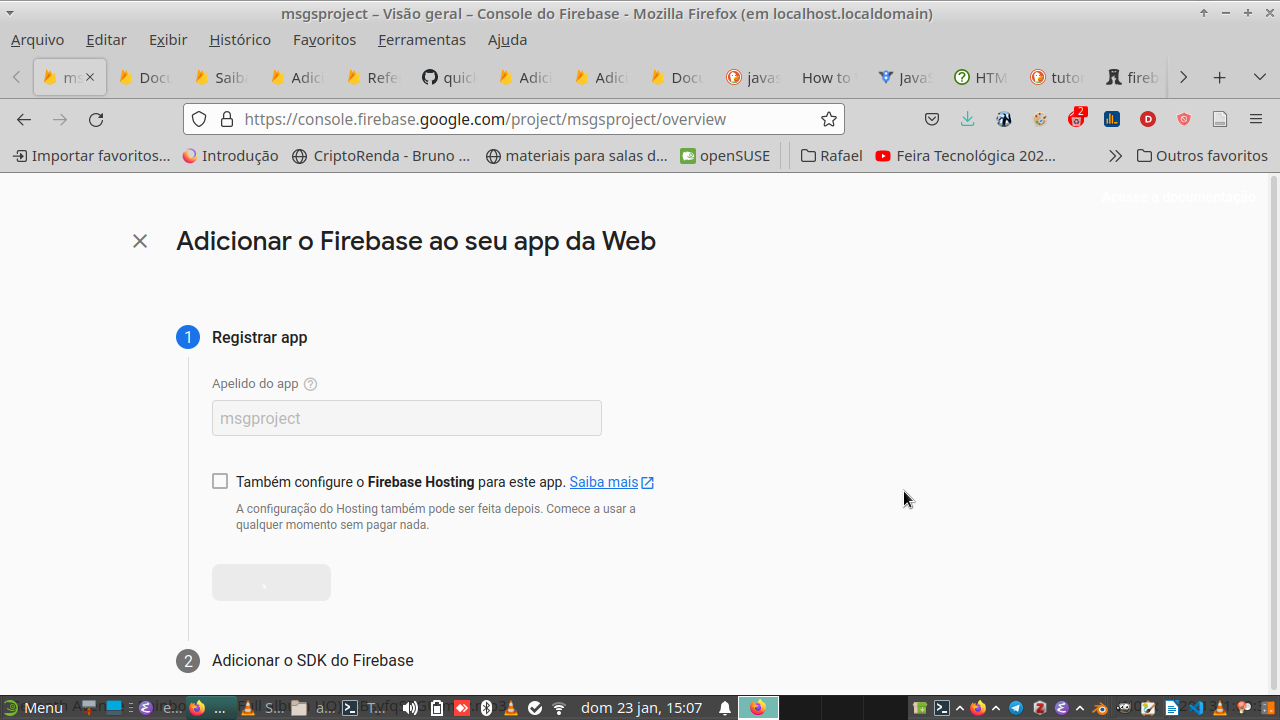 msgsproject – Visão geral – Console do Firebase - Mozilla Firefox (em localhost.localdomain)
Arquivo Editar Exibir Histórico Favoritos Ferramentas Ajuda
ms Docu Saib Adici Refe quic Adici Adici Docu javas How to JavaS HTM tuto fireb
https://console.firebase.google.com/project/msgsproject/overview
2
Importar favoritos... Introdução CriptoRenda - Bruno ... materiais para salas d... openSUSE Rafael Feira Tecnológica 202... Outros favoritos
Acesse a documentação
Adicionar o Firebase ao seu app da Web
1 Registrar app
Apelido do app
msgproject
Também configure o Firebase Hosting para este app. Saiba mais
A configuração do Hosting também pode ser feita depois. Comece a usar a
qualquer momento sem pagar nada.
2 Adicionar o SDK do Firebase
Menu e... ... S... a... T... dom 23 jan, 15:07